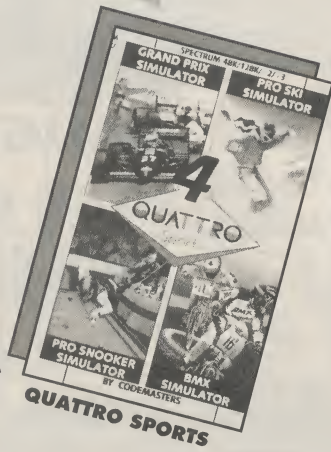 SPECTRUM 48K/128K/ 2/ 3
GRAND PRIX
SIMULATOR
PRO SKI
SIMULATOR
4
QUATTRO
PRO SNOOKER
SIMULATOR
BMX
SIMULATOR
BY CODEMASTERS
QUATTRO SPORTS